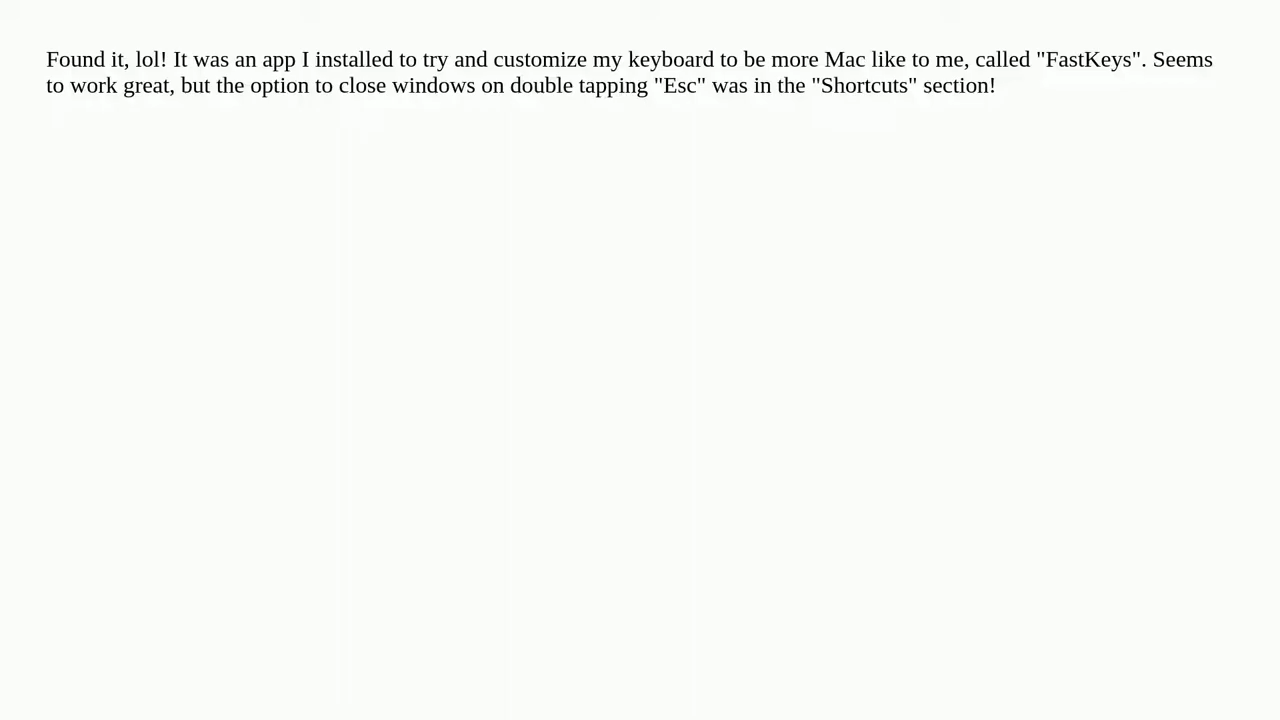 Found it, lol! It was an app I installed to try and customize my keyboard to be more Mac like to me, called "FastKeys". Seems
to work great, but the option to close windows on double tapping "Esc" was in the "Shortcuts" section!